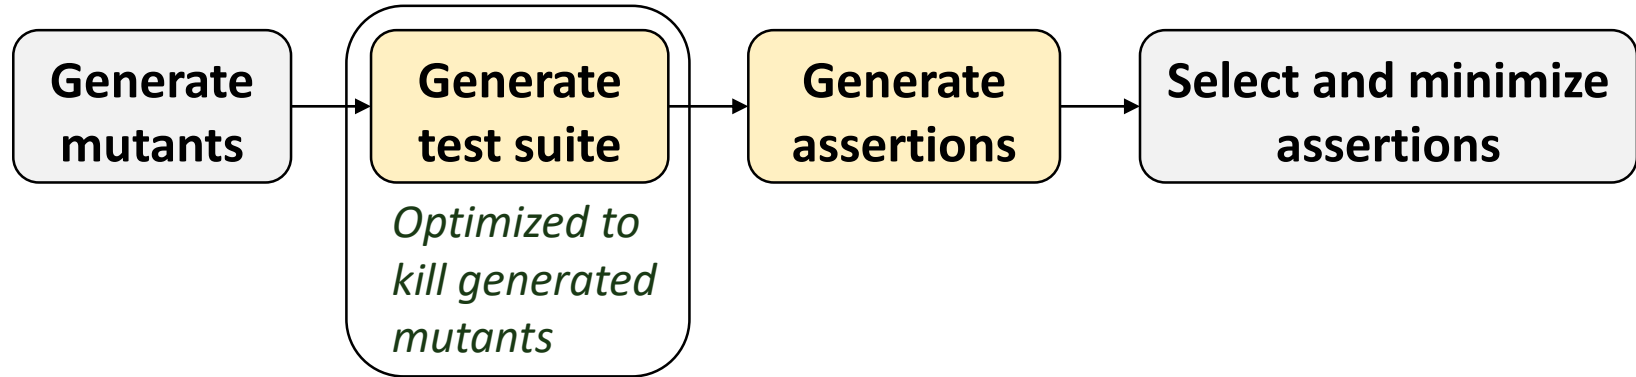 Generate
mutants
Generate
test suite
Optimized to
kill generated
mutants
Generate
assertions
Select and minimize
assertions